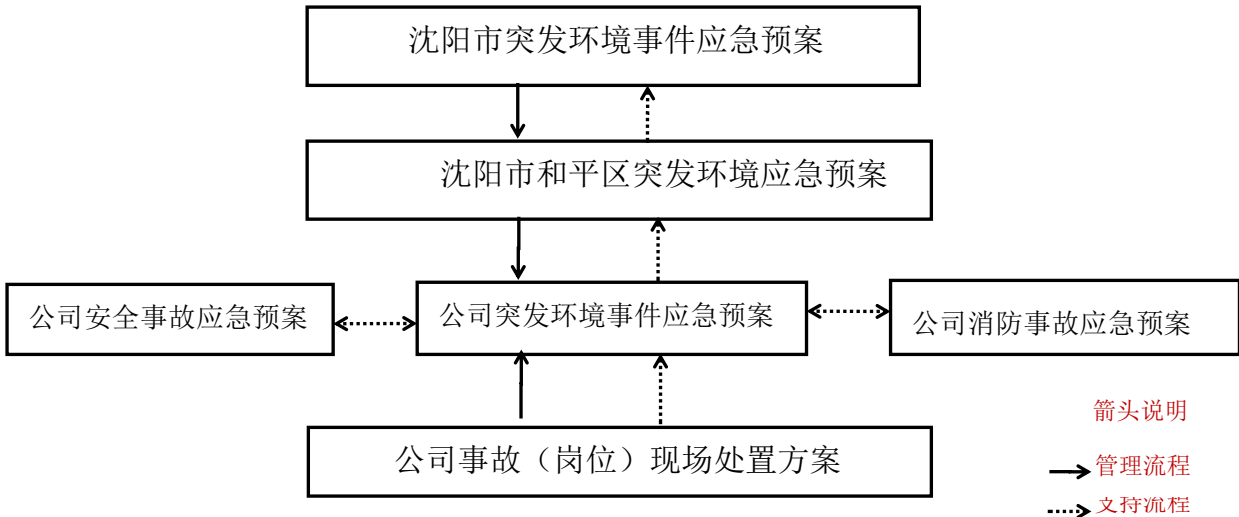 沈阳市突发环境事件应急预案
沈阳市和平区突发环境应急预案
公司安全事故应急预案
公司突发环境事件应急预案
公司消防事故应急预案
公司事故（岗位）现场处置方案
箭头说明
管理流程
支持流程